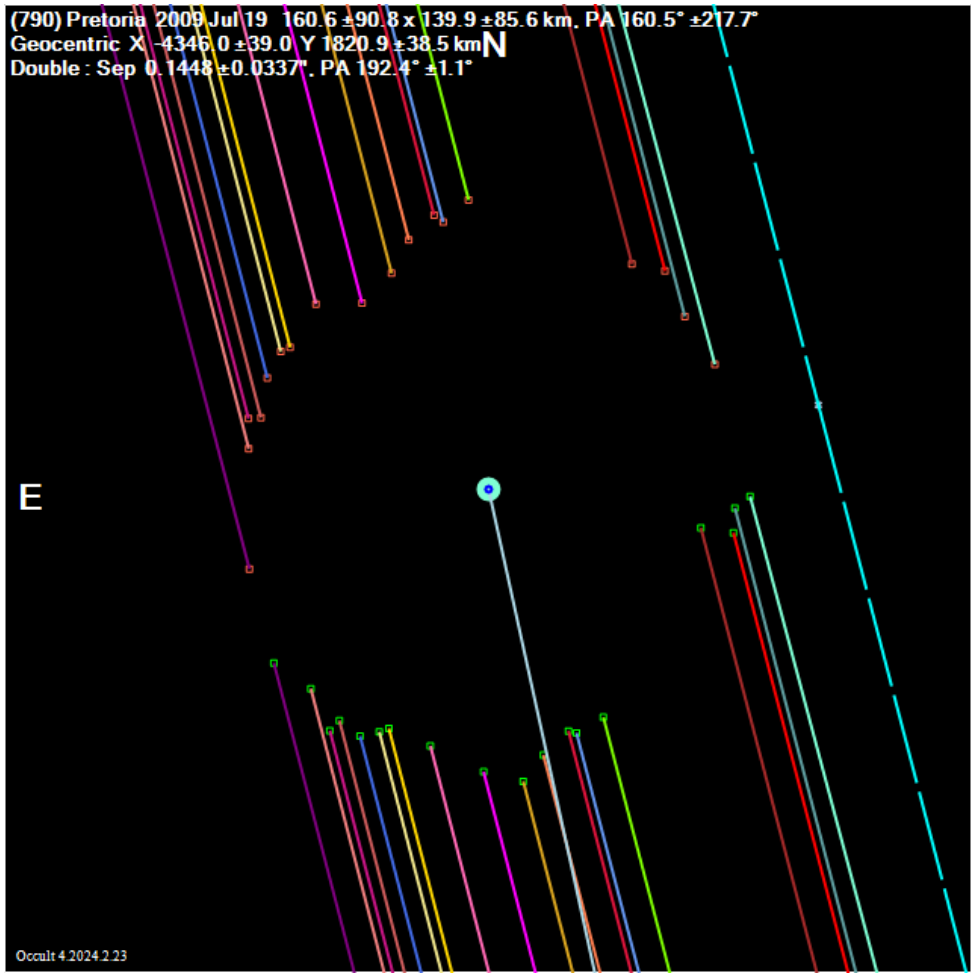 (790) Pretoria 2009 Jul 19 160.6 ±90.8 x 139.9 ±85.6 km, PA 160.5° ±217.7°
Geocentric X -4346.0 ±39.0 Y 1820.9 ±38.5 km
N
Double : Sep 0.1448 ±0.0337", PA 192.4° ±1.1°
E
Occult 4.2024.2.23